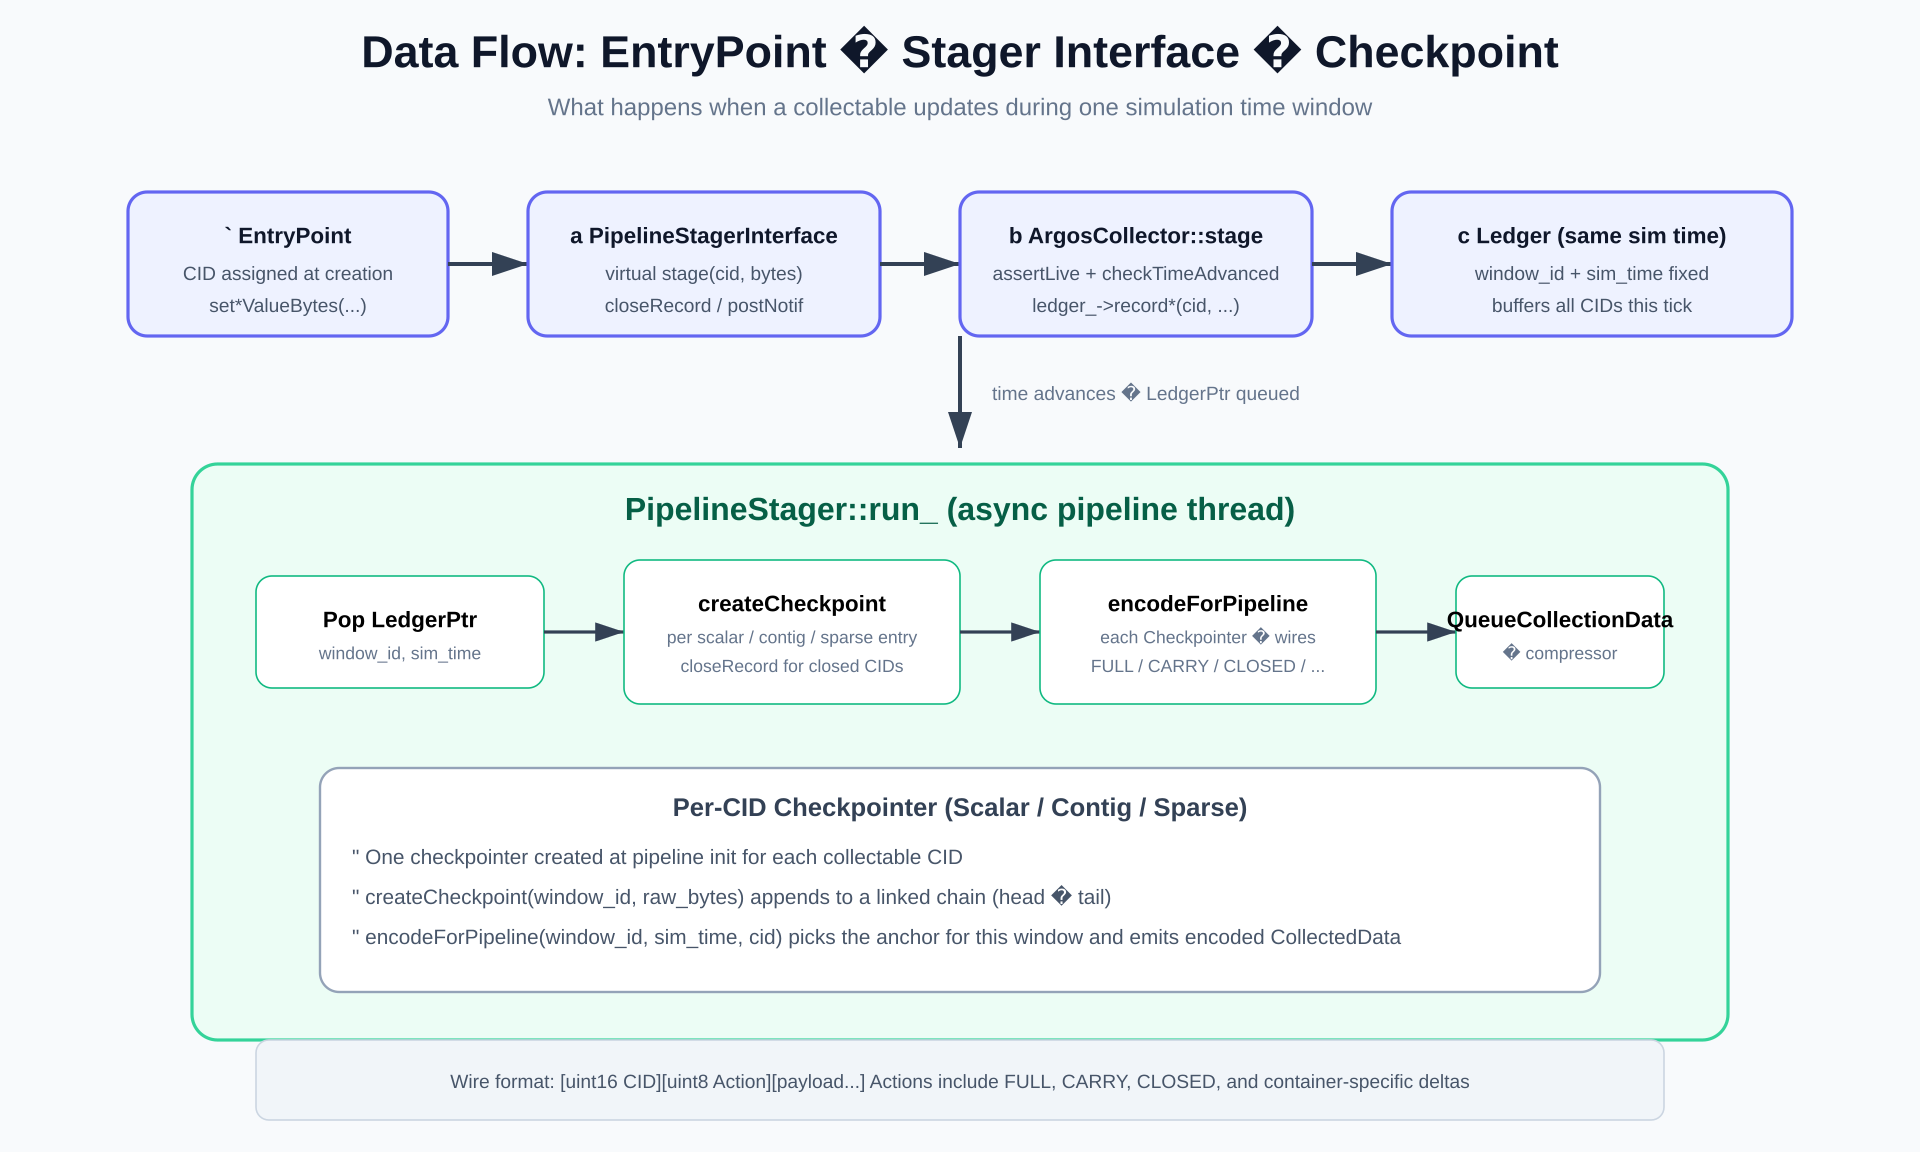 Data Flow: EntryPoint � Stager Interface � Checkpoint
What happens when a collectable updates during one simulation time window
` EntryPoint
CID assigned at creation
set*ValueBytes(...)
a PipelineStagerInterface
virtual stage(cid, bytes)
closeRecord / postNotif
b ArgosCollector::stage
assertLive + checkTimeAdvanced
ledger_->record*(cid, ...)
c Ledger (same sim time)
window_id + sim_time fixed
buffers all CIDs this tick
time advances � LedgerPtr queued
PipelineStager::run_ (async pipeline thread)
Pop LedgerPtr
window_id, sim_time
createCheckpoint
per scalar / contig / sparse entry
closeRecord for closed CIDs
encodeForPipeline
each Checkpointer � wires
FULL / CARRY / CLOSED / ...
QueueCollectionData
� compressor
Per-CID Checkpointer (Scalar / Contig / Sparse)
" One checkpointer created at pipeline init for each collectable CID
" createCheckpoint(window_id, raw_bytes) appends to a linked chain (head � tail)
" encodeForPipeline(window_id, sim_time, cid) picks the anchor for this window and emits encoded CollectedData
Wire format: [uint16 CID][uint8 Action][payload...] Actions include FULL, CARRY, CLOSED, and container-specific deltas